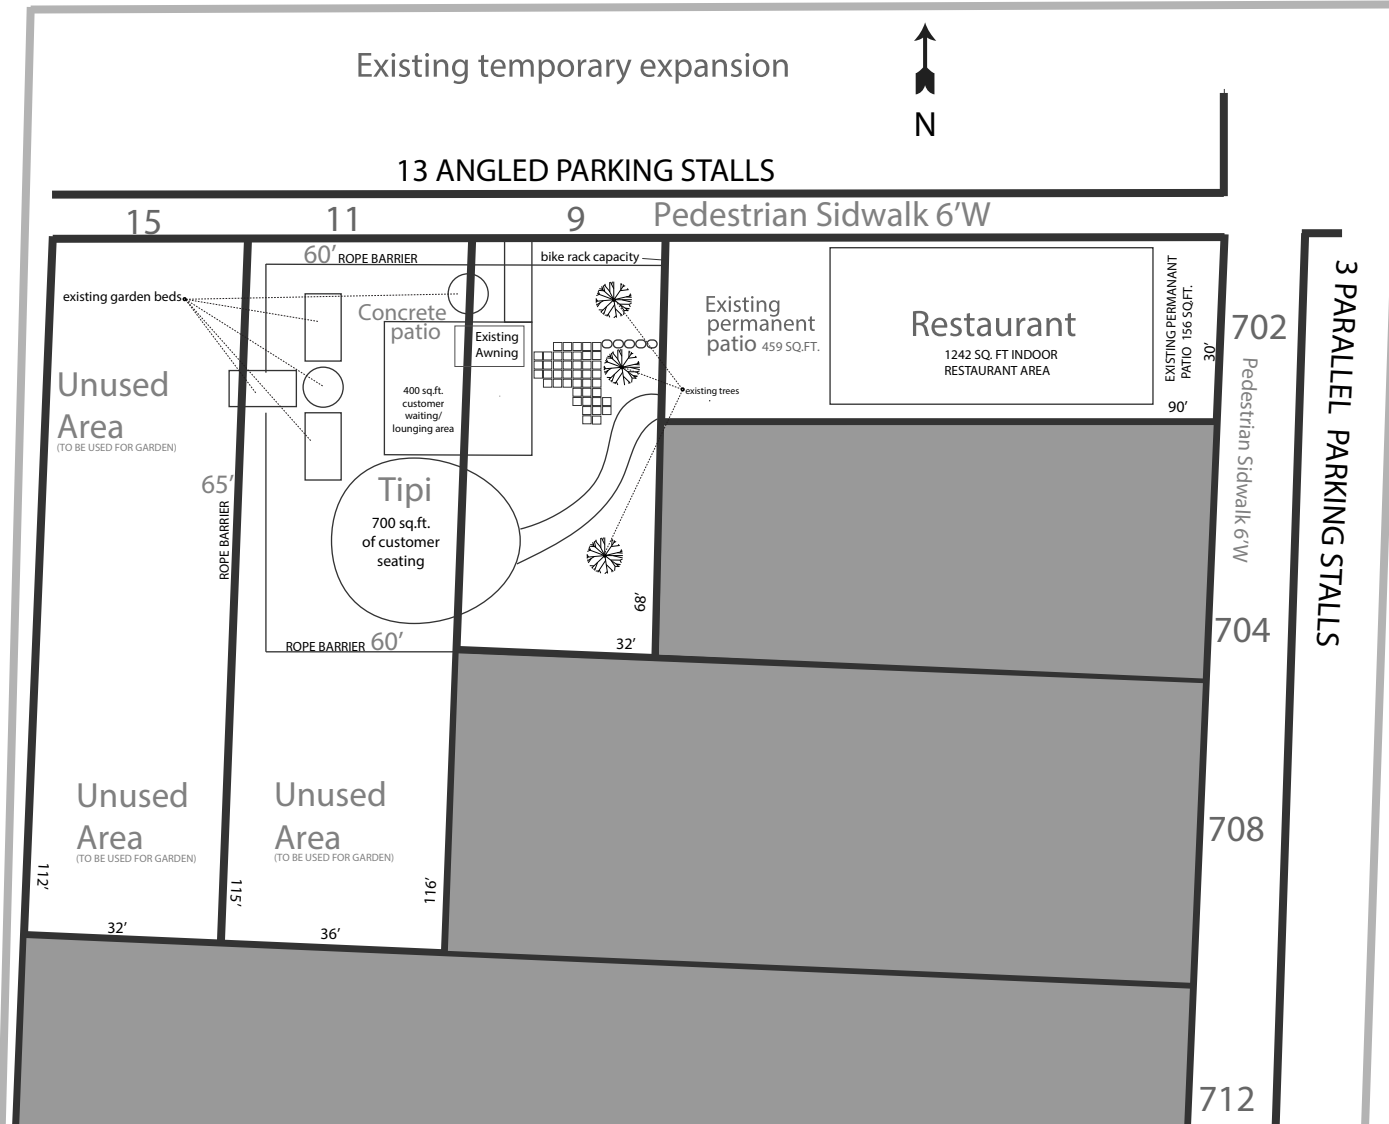 Existing temporary expansion
N
13 ANGLED PARKING STALLS
15
11
9
Pedestrian Sidwalk 6’W
60’ ROPE BARRIER
bike rack capacity
existing garden beds
Concrete
patio
Existing
Awning
400 sq.ft.
customer
waiting/
lounging area
Existing
permanent
patio 459 SQ.FT.
Restaurant
1242 SQ. FT INDOOR
RESTAURANT AREA
EXISTING PERMANANT
PATIO 156 SQ.FT.
30’
90’
702
Pedestrian Sidwalk 6’W
3 PARALLEL PARKING STALLS
existing trees
Unused
Area
(TO BE USED FOR GARDEN)
65’
ROPE BARRIER
Tipi
700 sq.ft.
of customer
seating
68’
32’
ROPE BARRIER 60’
704
708
712
Unused
Area
(TO BE USED FOR GARDEN)
Unused
Area
(TO BE USED FOR GARDEN)
112’
115’
116’
32’
36’